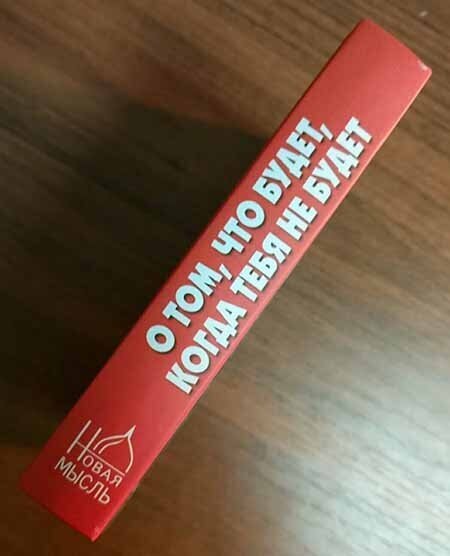 О ТОМ, ЧТО БУДЕТ,
КОГДА ТЕБЯ НЕ БУДЕТ
НОВАЯ
МЫСЛЬ